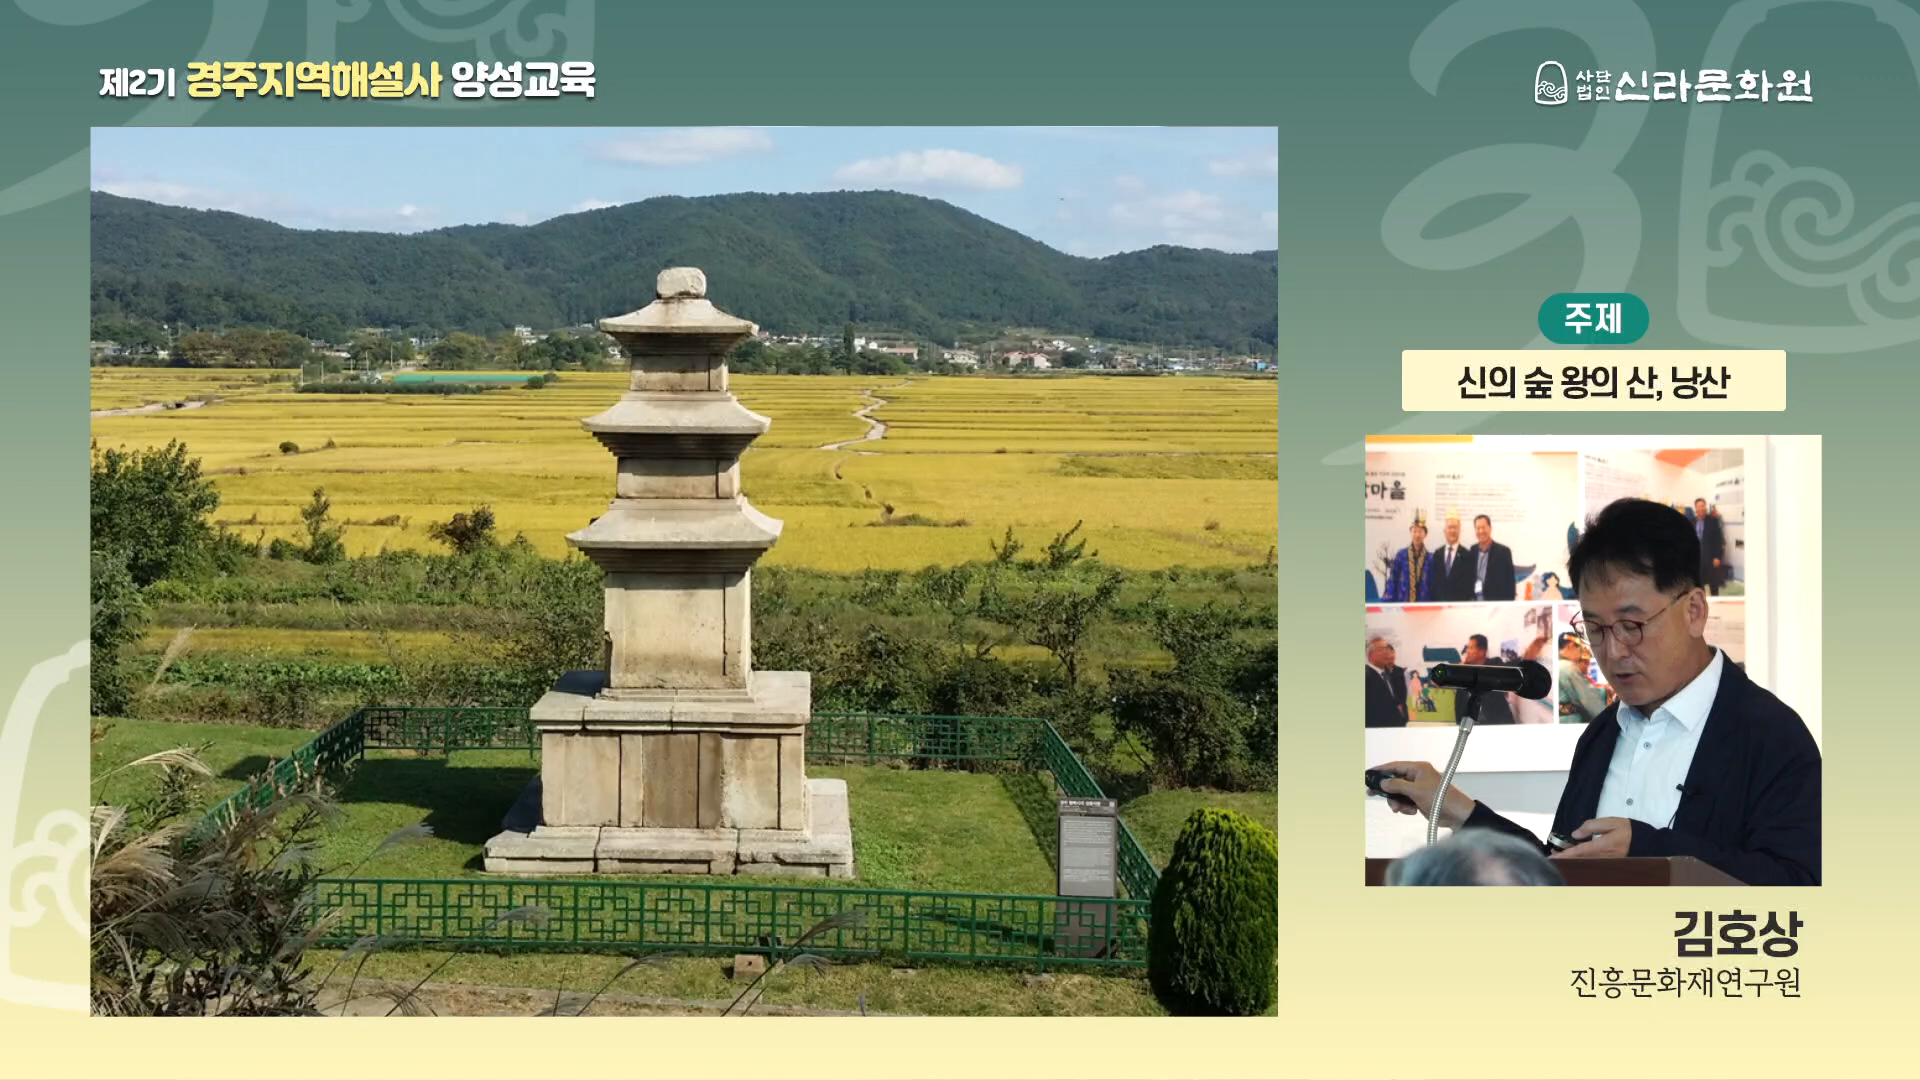 제2기 경주지역해설사 양성교육
사단법인 신라문화원
주제
신의 숲 왕의 산, 낭산
마을
김호상
진흥문화재연구원